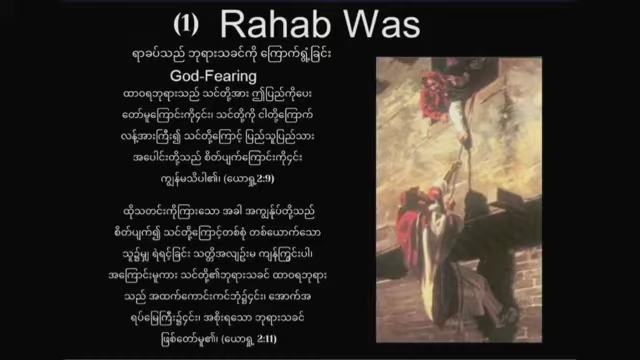 (1) Rahab Was
ရာခပ်သည် ဘုရားသခင်ကို ကြောက်ရွံ့ခြင်း
God-Fearing
ထာဝရဘုရားသည် သင်တို့အား ဤပြည်ကိုပေး
တော်မူကြောင်းကို၎င်း၊ သင်တို့ကို ငါတို့ကြောက်
လန့်အားကြီး၍ သင်တို့ကြောင့် ပြည်သူပြည်သား
အပေါင်းတို့သည် စိတ်ပျက်ကြောင်းကို၎င်း
ကျွန်မသိပါ၏၊ (ယောရှု 2:9)
ထိုသတင်းကိုကြားသော အခါ အကျွန်ုပ်တို့သည်
စိတ်ပျက်၍ သင်တို့ကြောင့်တစ်စုံ တစ်ယောက်သော
သူ၌မျှ ရဲရင့်ခြင်း သတ္တိအလျဉ်းမ ကျန်ကြွင်းပါ၊
အကြောင်းမူကား သင်တို့၏ဘုရားသခင် ထာဝရဘုရား
သည် အထက်ကောင်းကင်ဘုံ၌၎င်း၊ အောက်အ
ရပ်မြေကြီး၌၎င်း၊ အစိုးရသော ဘုရားသခင်
ဖြစ်တော်မူ၏၊ (ယောရှု 2:11)